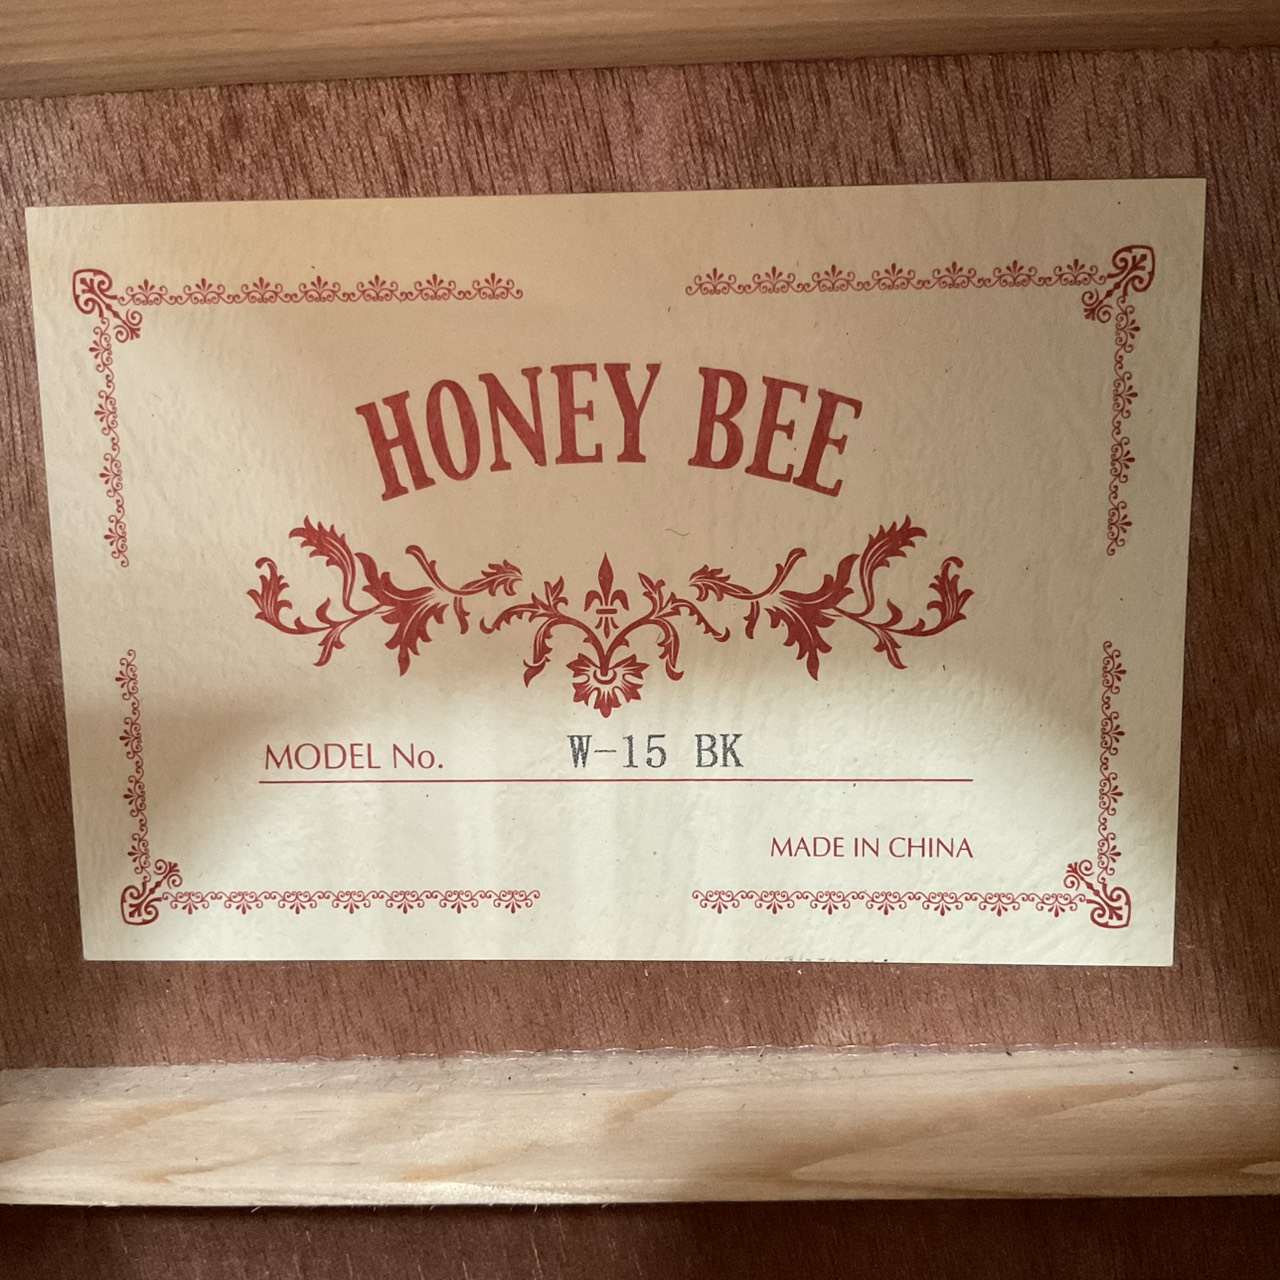 HONEY BEE
MODEL No. W-15 BK
MADE IN CHINA